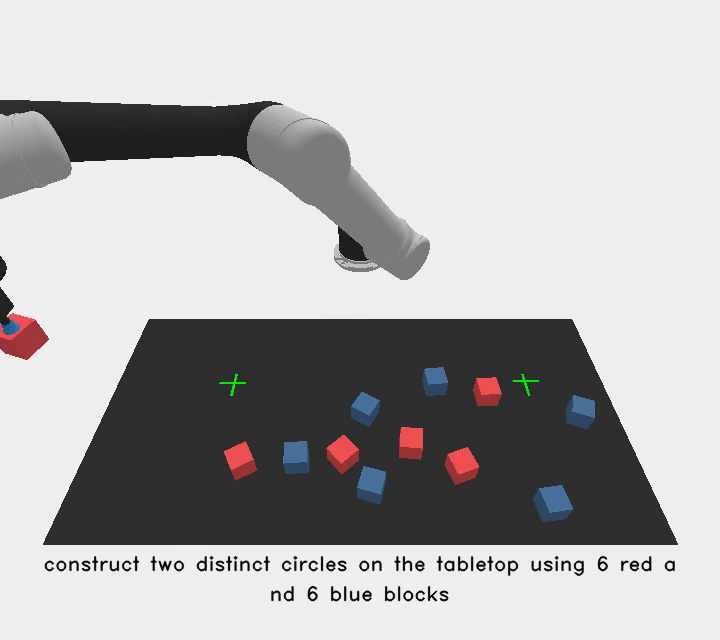 construct two distinct circles on the tabletop using 6 red a
nd 6 blue blocks